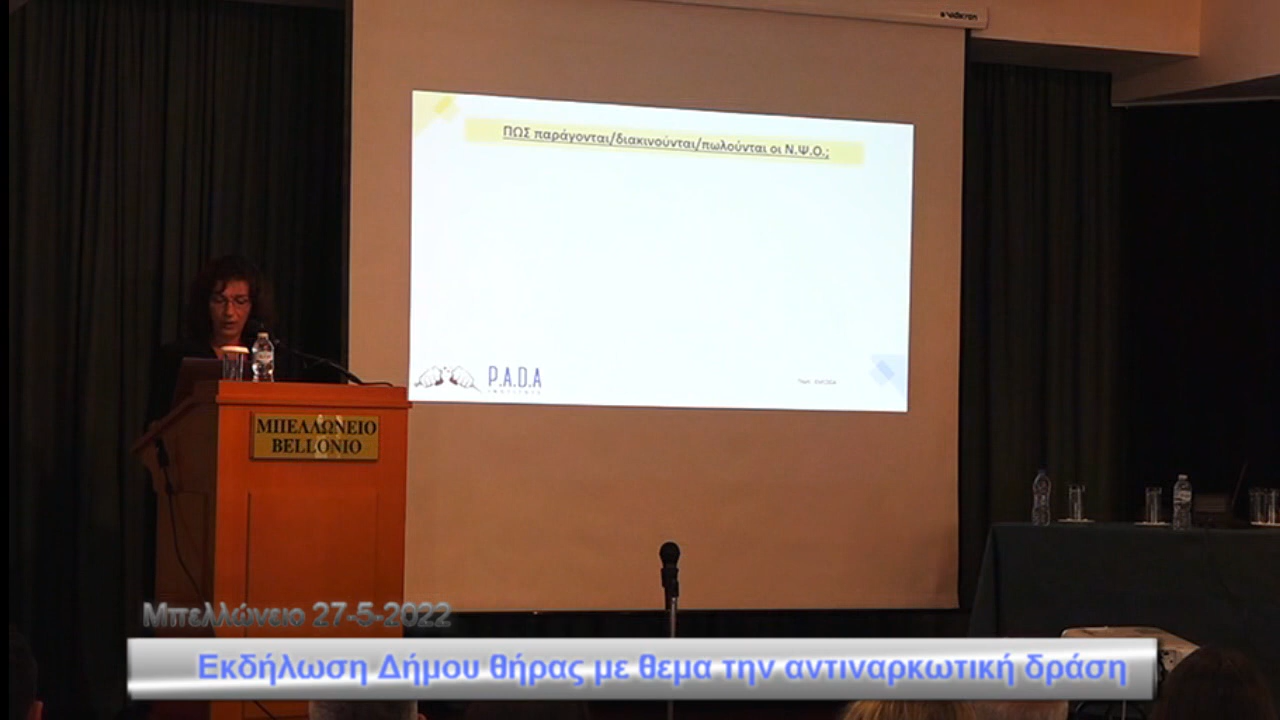 ΠΩΣ παράγονται/διακινούνται/πωλούνται οι Ν.Ψ.Ο.;
P.A.D.A
ΜΠΕΛΛΩΝΕΙΟ
BELLONIO
Μπελλώνειο 27-5-2022
Εκδήλωση Δήμου θήρας με θεμα την αντιναρκωτική δράση